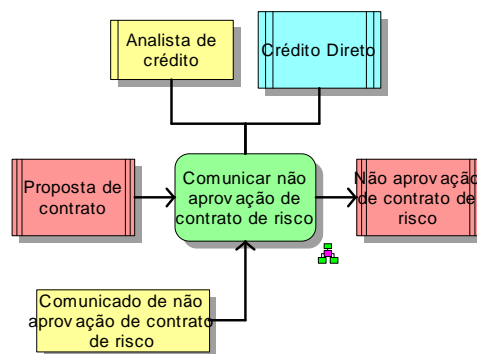 Analista de
crédito
Crédito Direto
Proposta de
contrato
Comunicar não
aprovação de
contrato de risco
Não aprovação
de contrato de
risco
Comunicado de não
aprovação de contrato
de risco